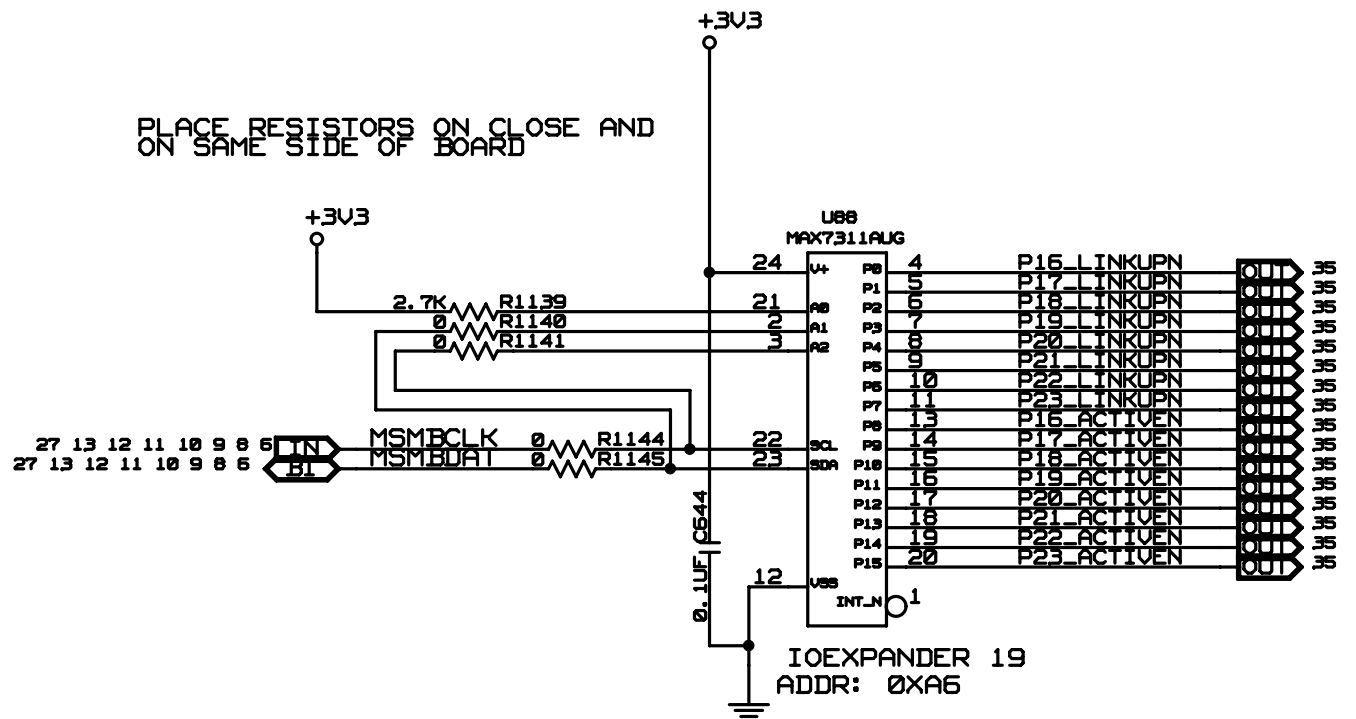 +3V3
PLACE RESISTORS ON CLOSE AND
ON SAME SIDE OF BOARD
+3V3
U88
MAX7311AUG
24 V+ P0 4 P16_LINKUPN OUT 35
P1 5 P17_LINKUPN OUT 35
2.7K R1139 21 A0 P2 6 P18_LINKUPN OUT 35
0 R1140 2 A1 P3 7 P19_LINKUPN OUT 35
0 R1141 3 A2 P4 8 P20_LINKUPN OUT 35
P5 9 P21_LINKUPN OUT 35
P6 10 P22_LINKUPN OUT 35
P7 11 P23_LINKUPN OUT 35
P8 13 P16_ACTIVEN OUT 35
27 13 12 11 10 9 8 6 IN MSMBCLK 0 R1144 22 SCL P9 14 P17_ACTIVEN OUT 35
27 13 12 11 10 9 8 6 BI MSMBDAT 0 R1145 23 SDA P10 15 P18_ACTIVEN OUT 35
P11 16 P19_ACTIVEN OUT 35
P12 17 P20_ACTIVEN OUT 35
P13 18 P21_ACTIVEN OUT 35
P14 19 P22_ACTIVEN OUT 35
P15 20 P23_ACTIVEN OUT 35
0.1UF C644
12 VSS
INT_N 1
IOEXPANDER 19
ADDR: 0XA6